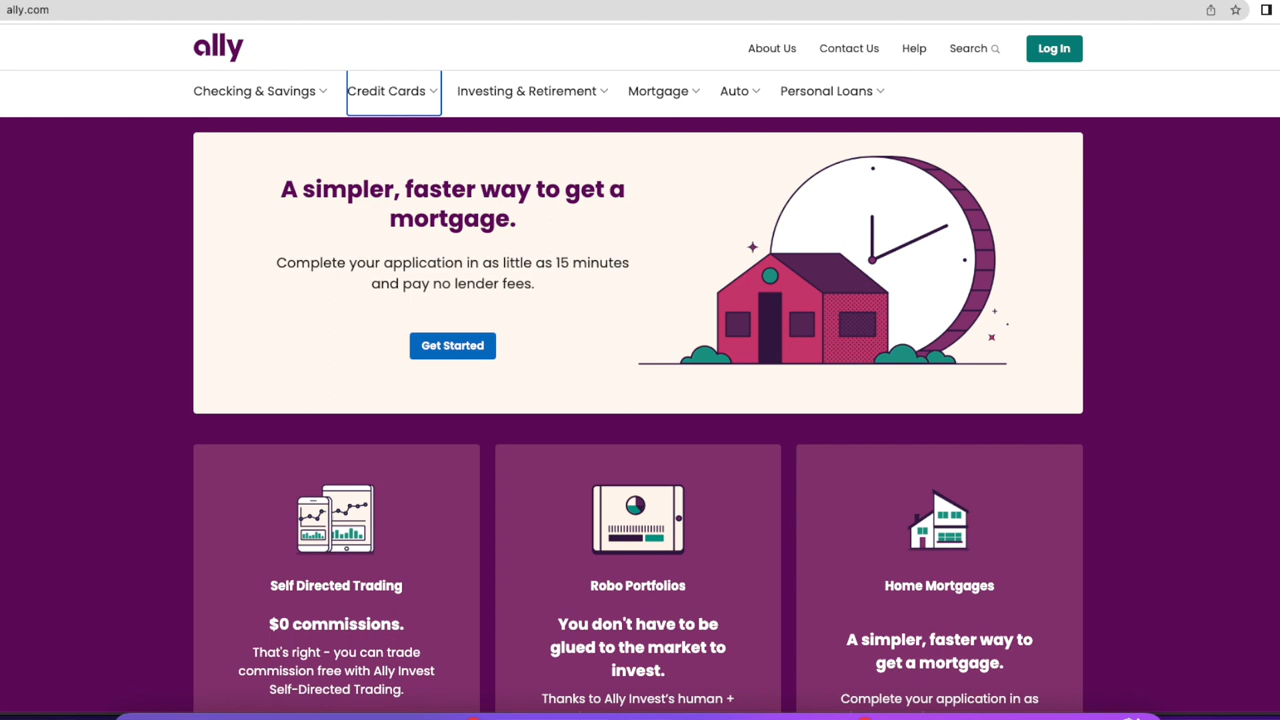 ally.com
ally
About Us
Contact Us
Help
Search
Log In
Checking & Savings
Credit Cards
Investing & Retirement
Mortgage
Auto
Personal Loans
A simpler, faster way to get a
mortgage.
Complete your application in as little as 15 minutes
and pay no lender fees.
Get Started
Self Directed Trading
$0 commissions.
That's right - you can trade
commission free with Ally Invest
Self-Directed Trading.
Robo Portfolios
You don't have to be
glued to the market to
invest.
Thanks to Ally Invest's human +
Home Mortgages
A simpler, faster way to
get a mortgage.
Complete your application in as